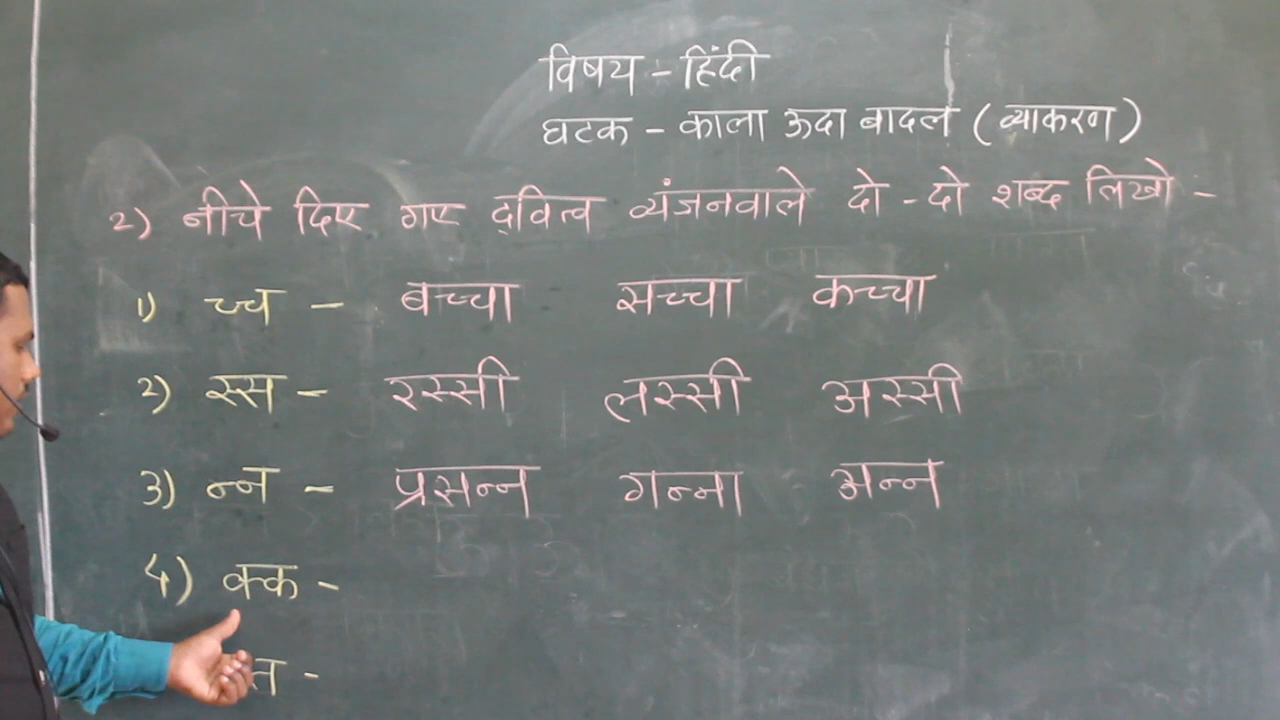 विषय - हिंदी
घटक - काला ऊदा बादल (व्याकरण)
2) नीचे दिए गए द्‌वित्व व्यंजनवाले दो - दो शब्द लिखो -
1) च्च - बच्चा सच्चा कच्चा
2) स्स - रस्सी लस्सी अस्सी
3) न्न - प्रसन्न गन्ना अन्न
4) क्क -